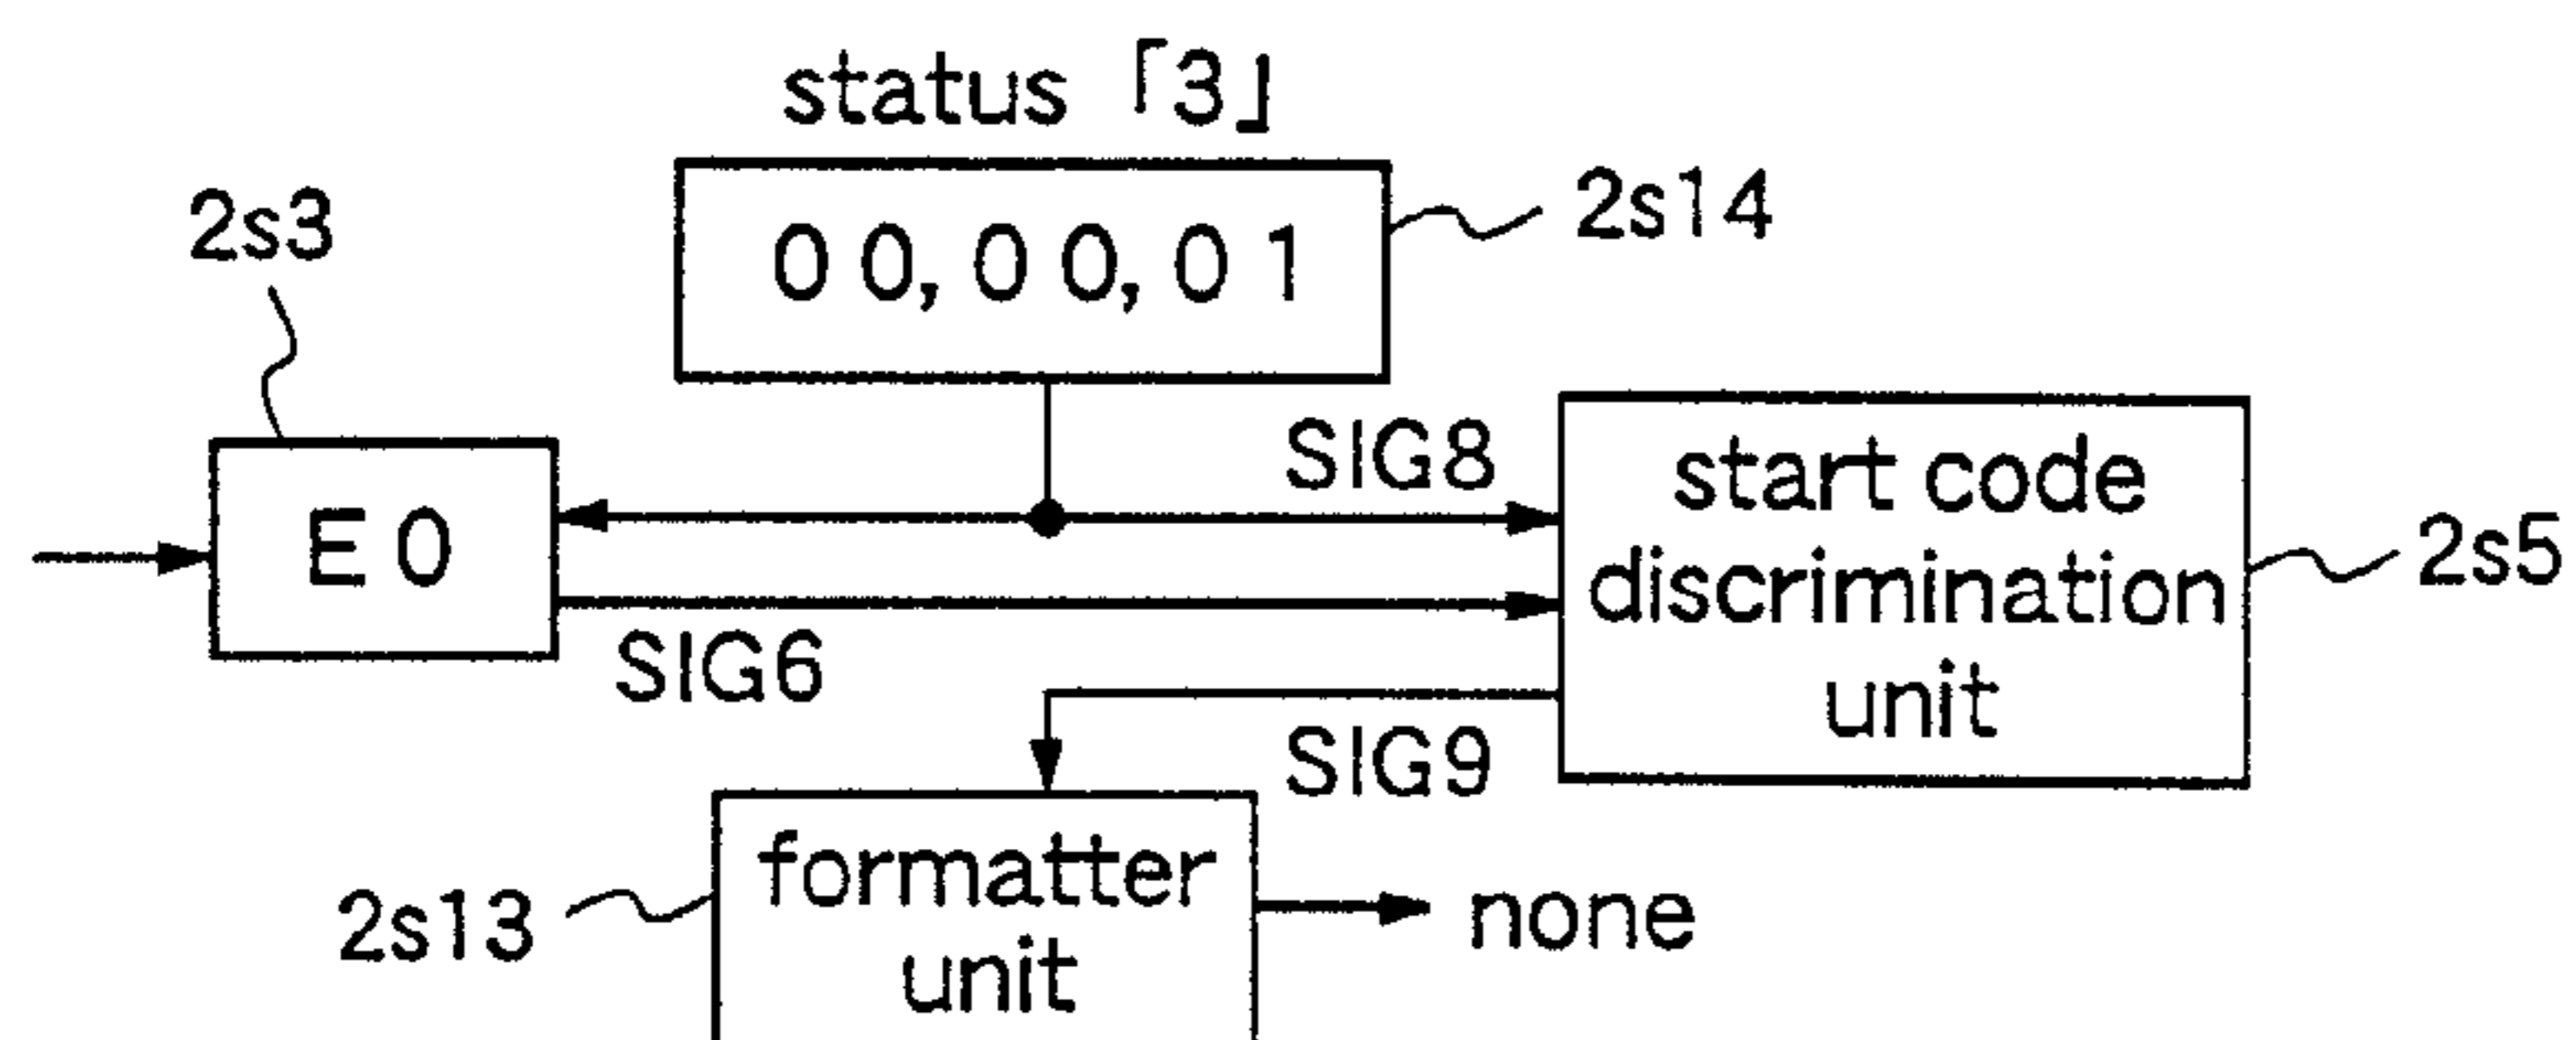 status「3」
2s3
00,00,01
2s14
SIG8
E0
start code
discrimination
unit
2s5
SIG6
SIG9
2s13
formatter
unit
none